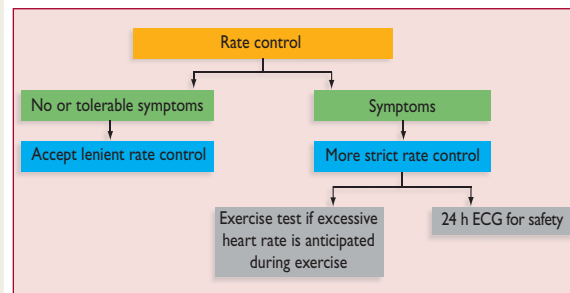 Rate control
No or tolerable symptoms
Symptoms
Accept lenient rate control
More strict rate control
Exercise test if excessive
heart rate is anticipated
during exercise
24 h ECG for safety